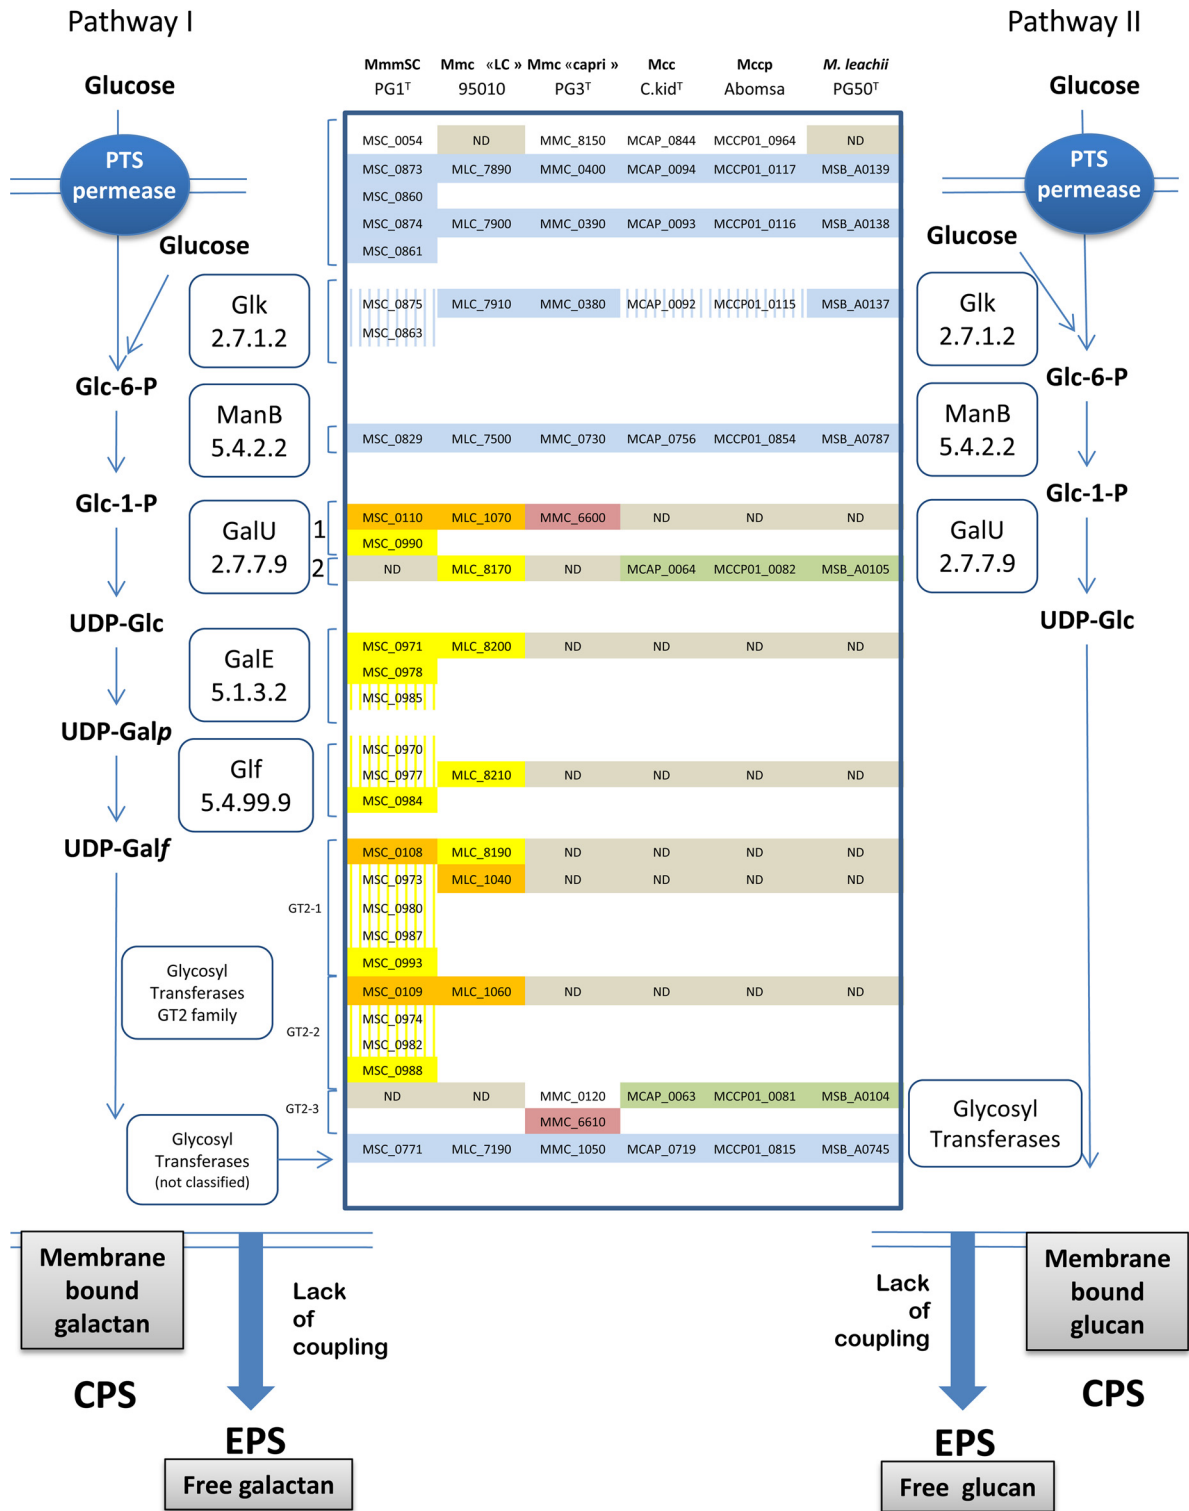 Pathway I
Pathway II
MmmSC Mmc «LC » Mmc «capri » Mcc Mccp M. leachii
PG1ᵀ 95010 PG3ᵀ C.kidᵀ Abomsa PG50ᵀ
Glucose
Glucose
PTS
permease
PTS
permease
MSC_0054 ND MMC_8150 MCAP_0844 MCCP01_0964 ND
MSC_0873 MLC_7890 MMC_0400 MCAP_0094 MCCP01_0117 MSB_A0139
MSC_0860
MSC_0874 MLC_7900 MMC_0390 MCAP_0093 MCCP01_0116 MSB_A0138
MSC_0861
Glucose
Glucose
Glk
2.7.1.2
MSC_0875 MLC_7910 MMC_0380 MCAP_0092 MCCP01_0115 MSB_A0137
MSC_0863
Glk
2.7.1.2
Glc-6-P
Glc-6-P
ManB
5.4.2.2
MSC_0829 MLC_7500 MMC_0730 MCAP_0756 MCCP01_0854 MSB_A0787
ManB
5.4.2.2
Glc-1-P
Glc-1-P
GalU
2.7.7.9
1
MSC_0110 MLC_1070 MMC_6600 ND ND ND
MSC_0990
2
ND MLC_8170 ND MCAP_0064 MCCP01_0082 MSB_A0105
GalU
2.7.7.9
UDP-Glc
UDP-Glc
GalE
5.1.3.2
MSC_0971 MLC_8200 ND ND ND ND
MSC_0978
MSC_0985
UDP-Galp
Glf
5.4.99.9
MSC_0970
MSC_0977 MLC_8210 ND ND ND ND
MSC_0984
UDP-Galf
GT2-1
MSC_0108 MLC_8190 ND ND ND ND
MSC_0973 MLC_1040 ND ND ND ND
MSC_0980
MSC_0987
MSC_0993
Glycosyl
Transferases
GT2 family
GT2-2
MSC_0109 MLC_1060 ND ND ND ND
MSC_0974
MSC_0982
MSC_0988
GT2-3
ND ND MMC_0120 MCAP_0063 MCCP01_0081 MSB_A0104
MMC_6610
Glycosyl
Transferases
(not classified)
MSC_0771 MLC_7190 MMC_1050 MCAP_0719 MCCP01_0815 MSB_A0745
Glycosyl
Transferases
Membrane
bound
galactan
Lack
of
coupling
CPS
EPS
Free galactan
Lack
of
coupling
Membrane
bound
glucan
CPS
EPS
Free glucan